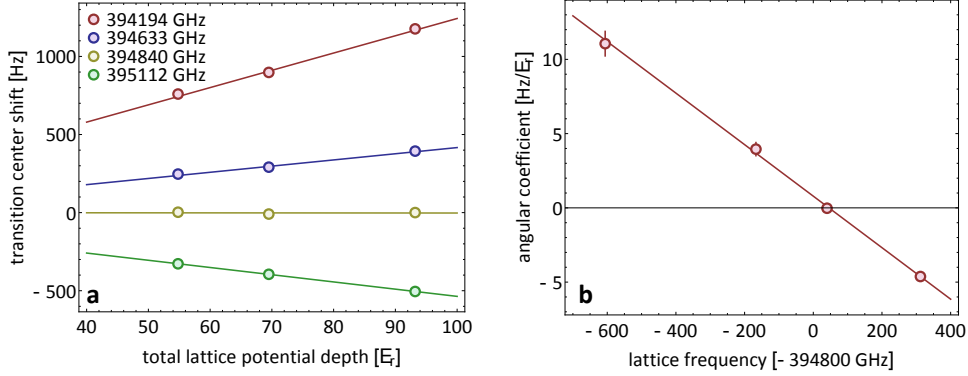 394194 GHz
394633 GHz
394840 GHz
395112 GHz
transition center shift [Hz]
1000
500
0
- 500
a
40
50
60
70
80
90
100
total lattice potential depth [Er]
angular coefficient [Hz/Er]
10
5
0
- 5
b
- 600
- 400
- 200
0
200
400
lattice frequency [- 394800 GHz]